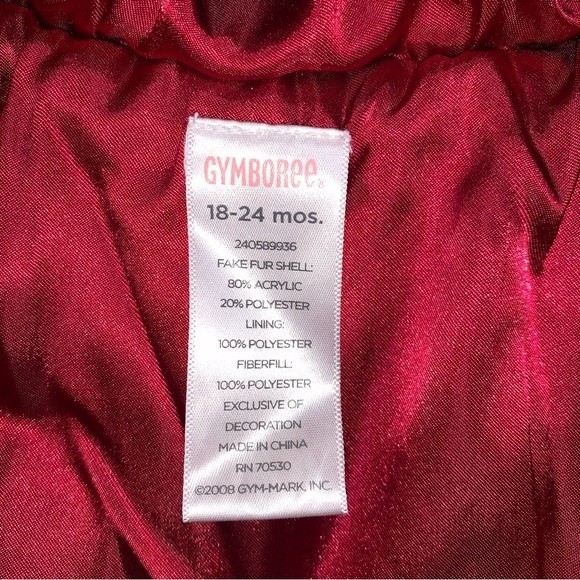 GYMBOREE®
18-24 mos.
240589936
FAKE FUR SHELL:
80% ACRYLIC
20% POLYESTER
LINING:
100% POLYESTER
FIBERFILL:
100% POLYESTER
EXCLUSIVE OF
DECORATION
MADE IN CHINA
RN 70530
©2008 GYM-MARK, INC.